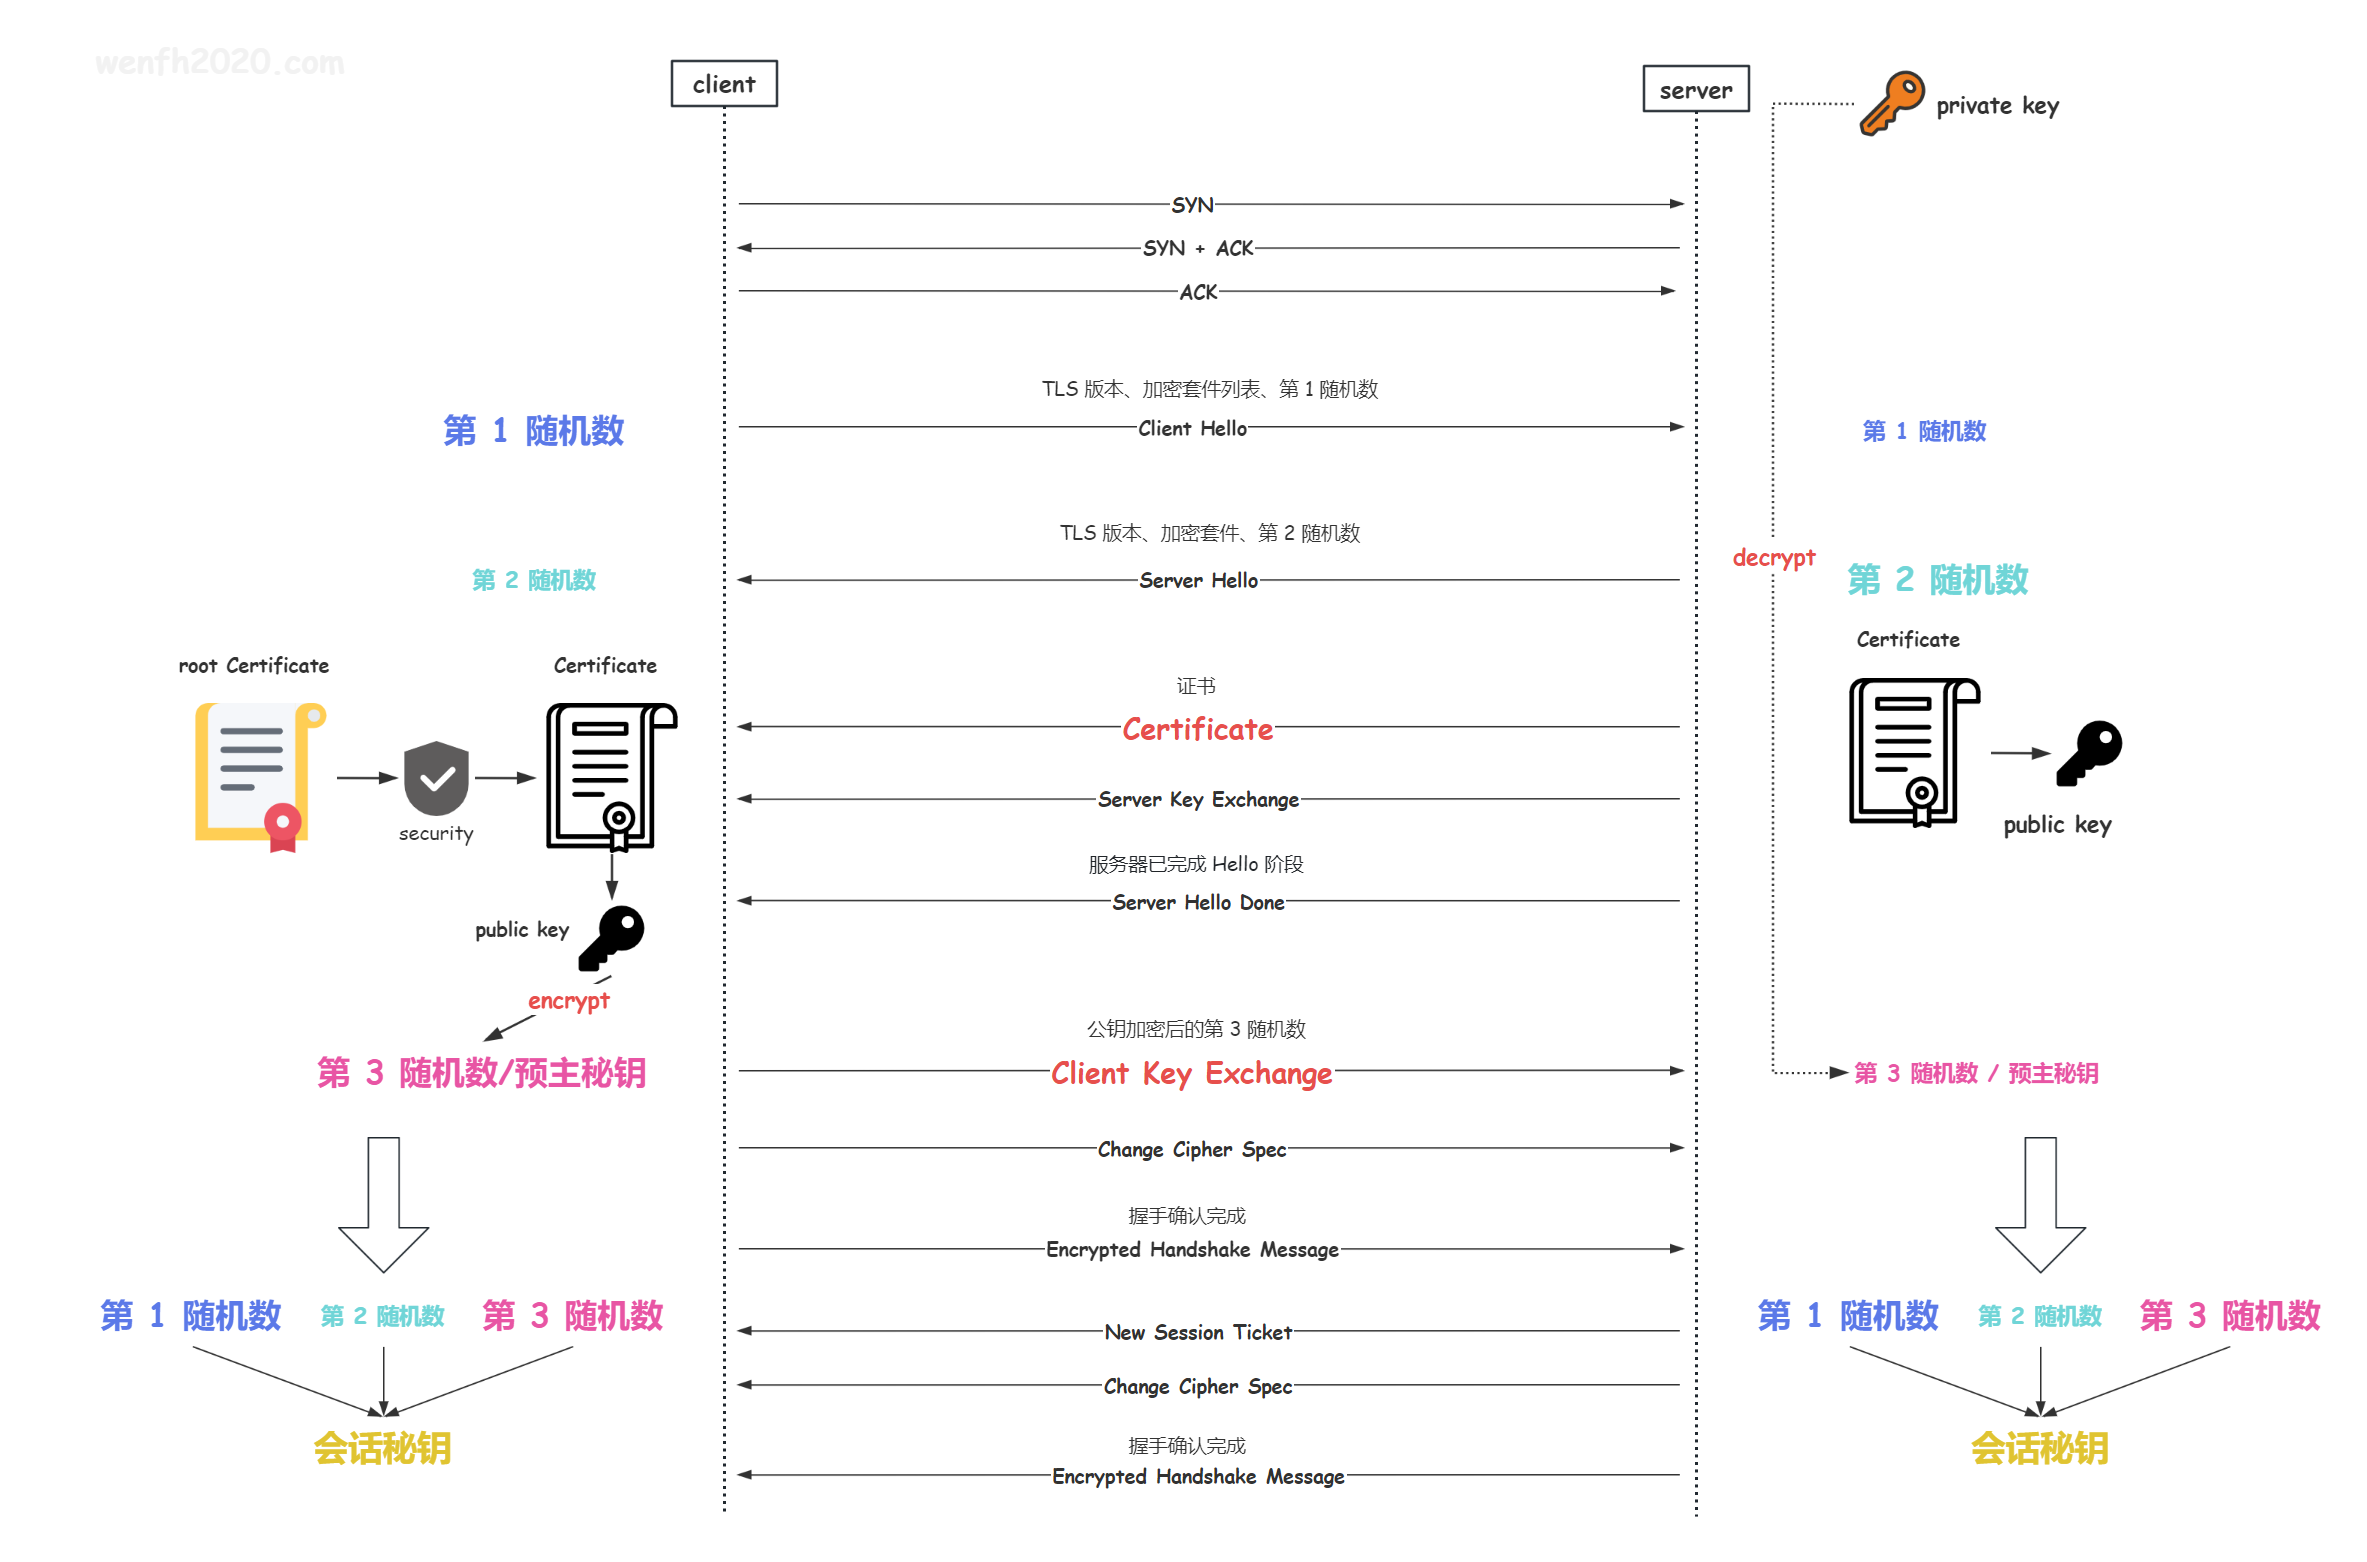 wenfh2020.com
client
server
private key
SYN
SYN + ACK
ACK
TLS 版本、加密套件列表、第 1 随机数
第 1 随机数
Client Hello
第 1 随机数
TLS 版本、加密套件、第 2 随机数
decrypt
第 2 随机数
Server Hello
第 2 随机数
Certificate
root Certificate
Certificate
证书
Certificate
Server Key Exchange
security
public key
服务器已完成 Hello 阶段
Server Hello Done
public key
encrypt
公钥加密后的第 3 随机数
第 3 随机数/预主秘钥
Client Key Exchange
第 3 随机数 / 预主秘钥
Change Cipher Spec
握手确认完成
Encrypted Handshake Message
第 1 随机数
第 2 随机数
第 3 随机数
New Session Ticket
第 1 随机数
第 2 随机数
第 3 随机数
Change Cipher Spec
会话秘钥
握手确认完成
会话秘钥
Encrypted Handshake Message